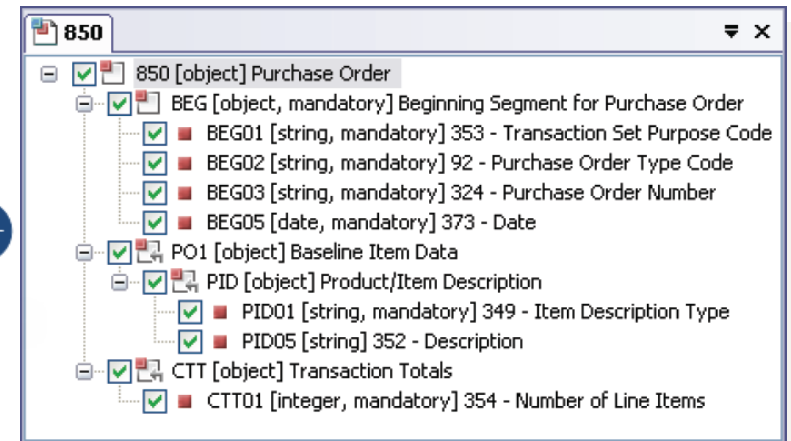 850
850 [object] Purchase Order
BEG [object, mandatory] Beginning Segment for Purchase Order
BEG01 [string, mandatory] 353 - Transaction Set Purpose Code
BEG02 [string, mandatory] 92 - Purchase Order Type Code
BEG03 [string, mandatory] 324 - Purchase Order Number
BEG05 [date, mandatory] 373 - Date
PO1 [object] Baseline Item Data
PID [object] Product/Item Description
PID01 [string, mandatory] 349 - Item Description Type
PID05 [string] 352 - Description
CTT [object] Transaction Totals
CTT01 [integer, mandatory] 354 - Number of Line Items